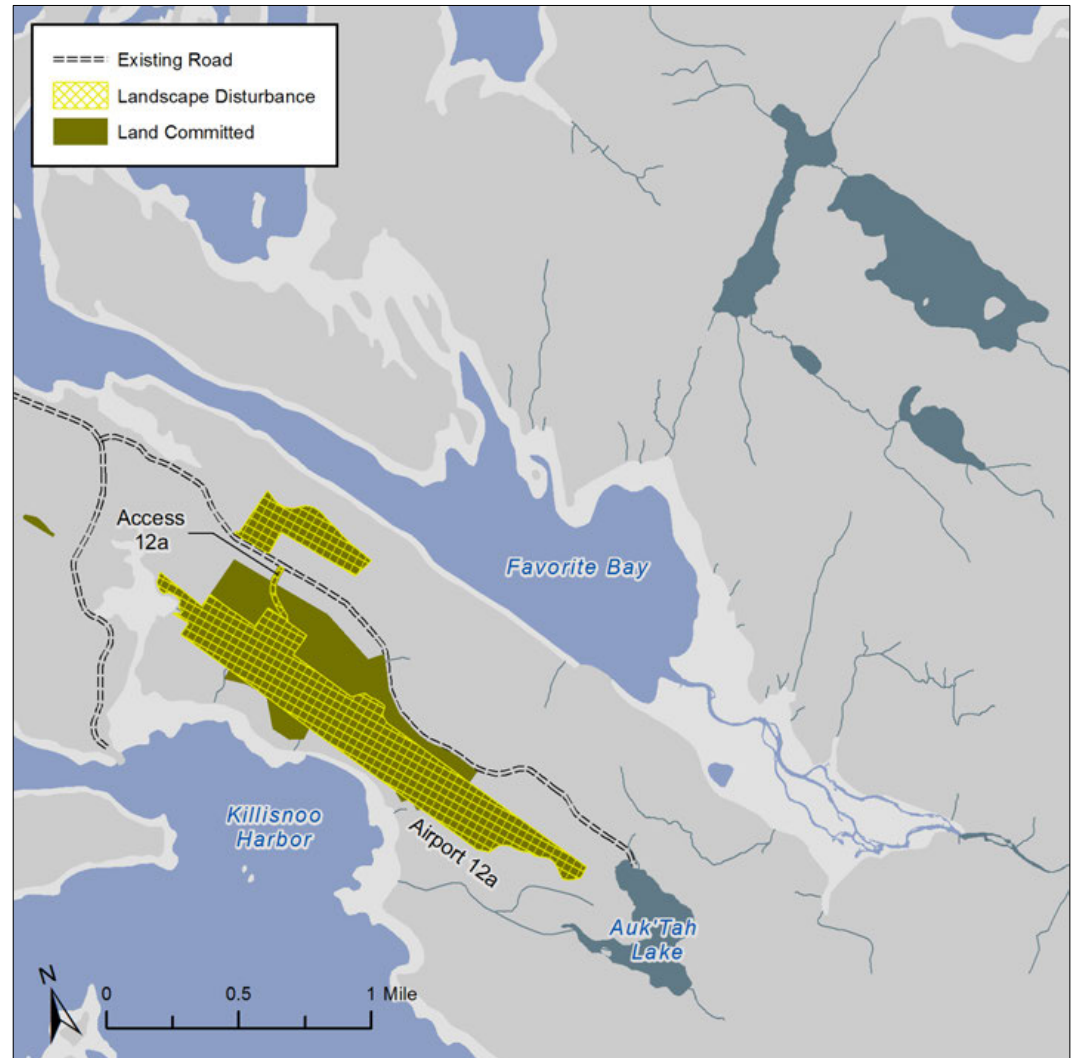 Existing Road
Landscape Disturbance
Land Committed
Access
12a
Favorite Bay
Killisnoo
Harbor
Airport 12a
Auk'Tah
Lake
N
0 0.5 1 Mile